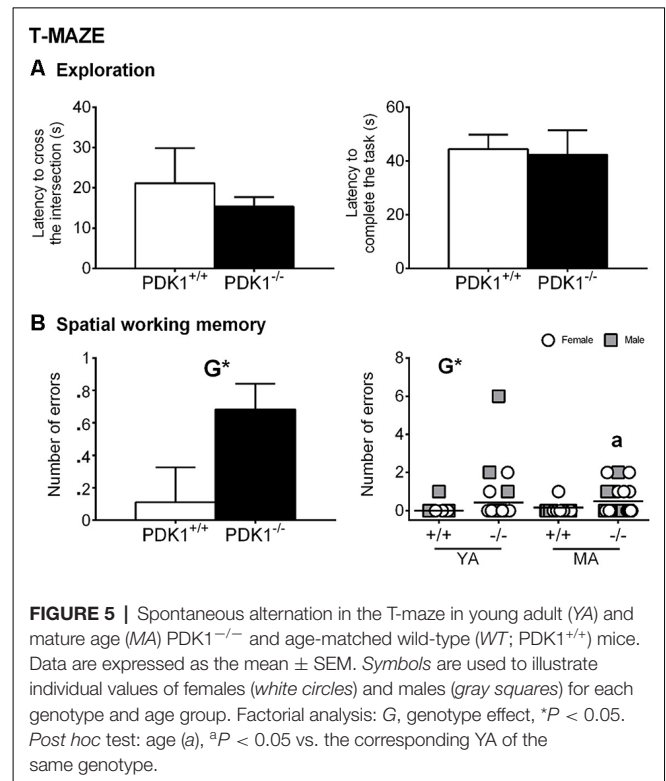 T-MAZE
A Exploration
Latency to cross
the intersection (s)
40
30
20
10
0
PDK1+/+ PDK1-/-
Latency to
complete the task (s)
60
40
20
0
PDK1+/+ PDK1-/-
B Spatial working memory
Number of errors
1
.8
.6
.4
.2
0
G*
PDK1+/+ PDK1-/-
Female Male
Number of errors
8
6
4
2
0
G*
a
+/+ -/- +/+ -/-
YA MA
FIGURE 5 | Spontaneous alternation in the T-maze in young adult (YA) and
mature age (MA) PDK1−/− and age-matched wild-type (WT; PDK1+/+) mice.
Data are expressed as the mean ± SEM. Symbols are used to illustrate
individual values of females (white circles) and males (gray squares) for each
genotype and age group. Factorial analysis: G, genotype effect, *P < 0.05.
Post hoc test: age (a), aP < 0.05 vs. the corresponding YA of the
same genotype.